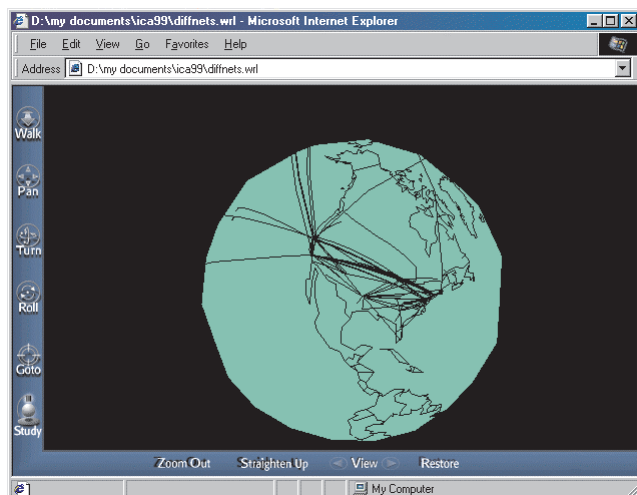 D:\my documents\ica99\diffnets.wrl - Microsoft Internet Explorer
File Edit View Go Favorites Help
Address D:\my documents\ica99\diffnets.wrl
Walk
Pan
Turn
Roll
Goto
Study
Zoom Out Straighten Up View Restore
My Computer